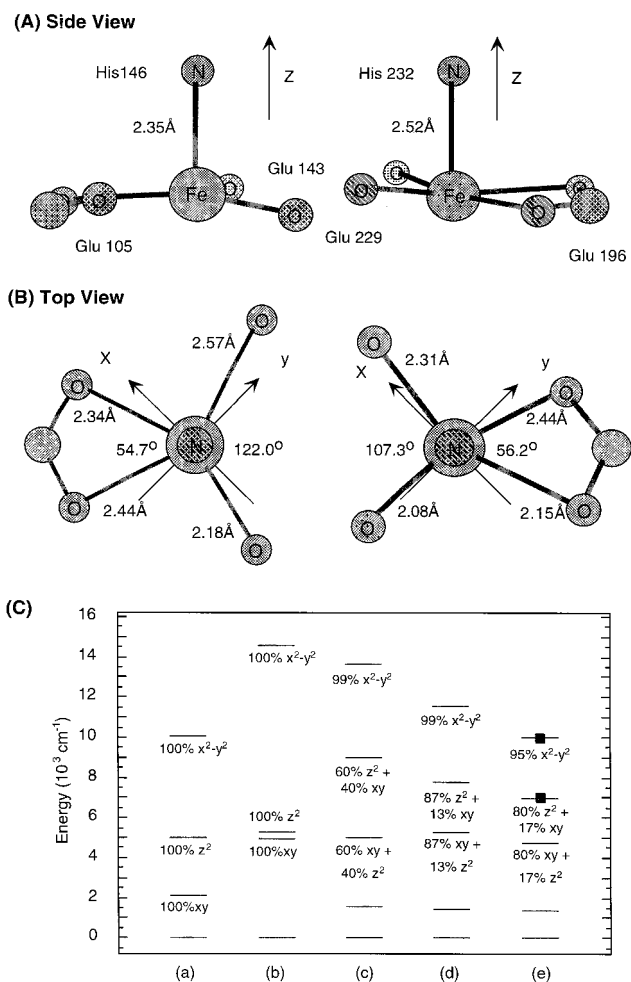 (A) Side View
His146 N Z
2.35Å
Fe O Glu 143
O O
Glu 105
His 232 N Z
2.52Å
O
O Fe O
O
Glu 229
Glu 196
(B) Top View
O
X 2.57Å y
O
2.34Å
54.7º N 122.0º
O
2.44Å
2.18Å
O
O
2.31Å
X y
O
2.44Å
107.3º N 56.2º
2.08Å
2.15Å
O
O
(C)
Energy (10³ cm⁻¹)
16
14
12
10
8
6
4
2
0
100% x²-y²
100% z²
100%xy
(a)
100% x²-y²
100% z²
100%xy
(b)
99% x²-y²
60% z² +
40% xy
60% xy +
40% z²
(c)
99% x²-y²
87% z² +
13% xy
87% xy +
13% z²
(d)
95% x²-y²
80% z² +
17% xy
80% xy +
17% z²
(e)